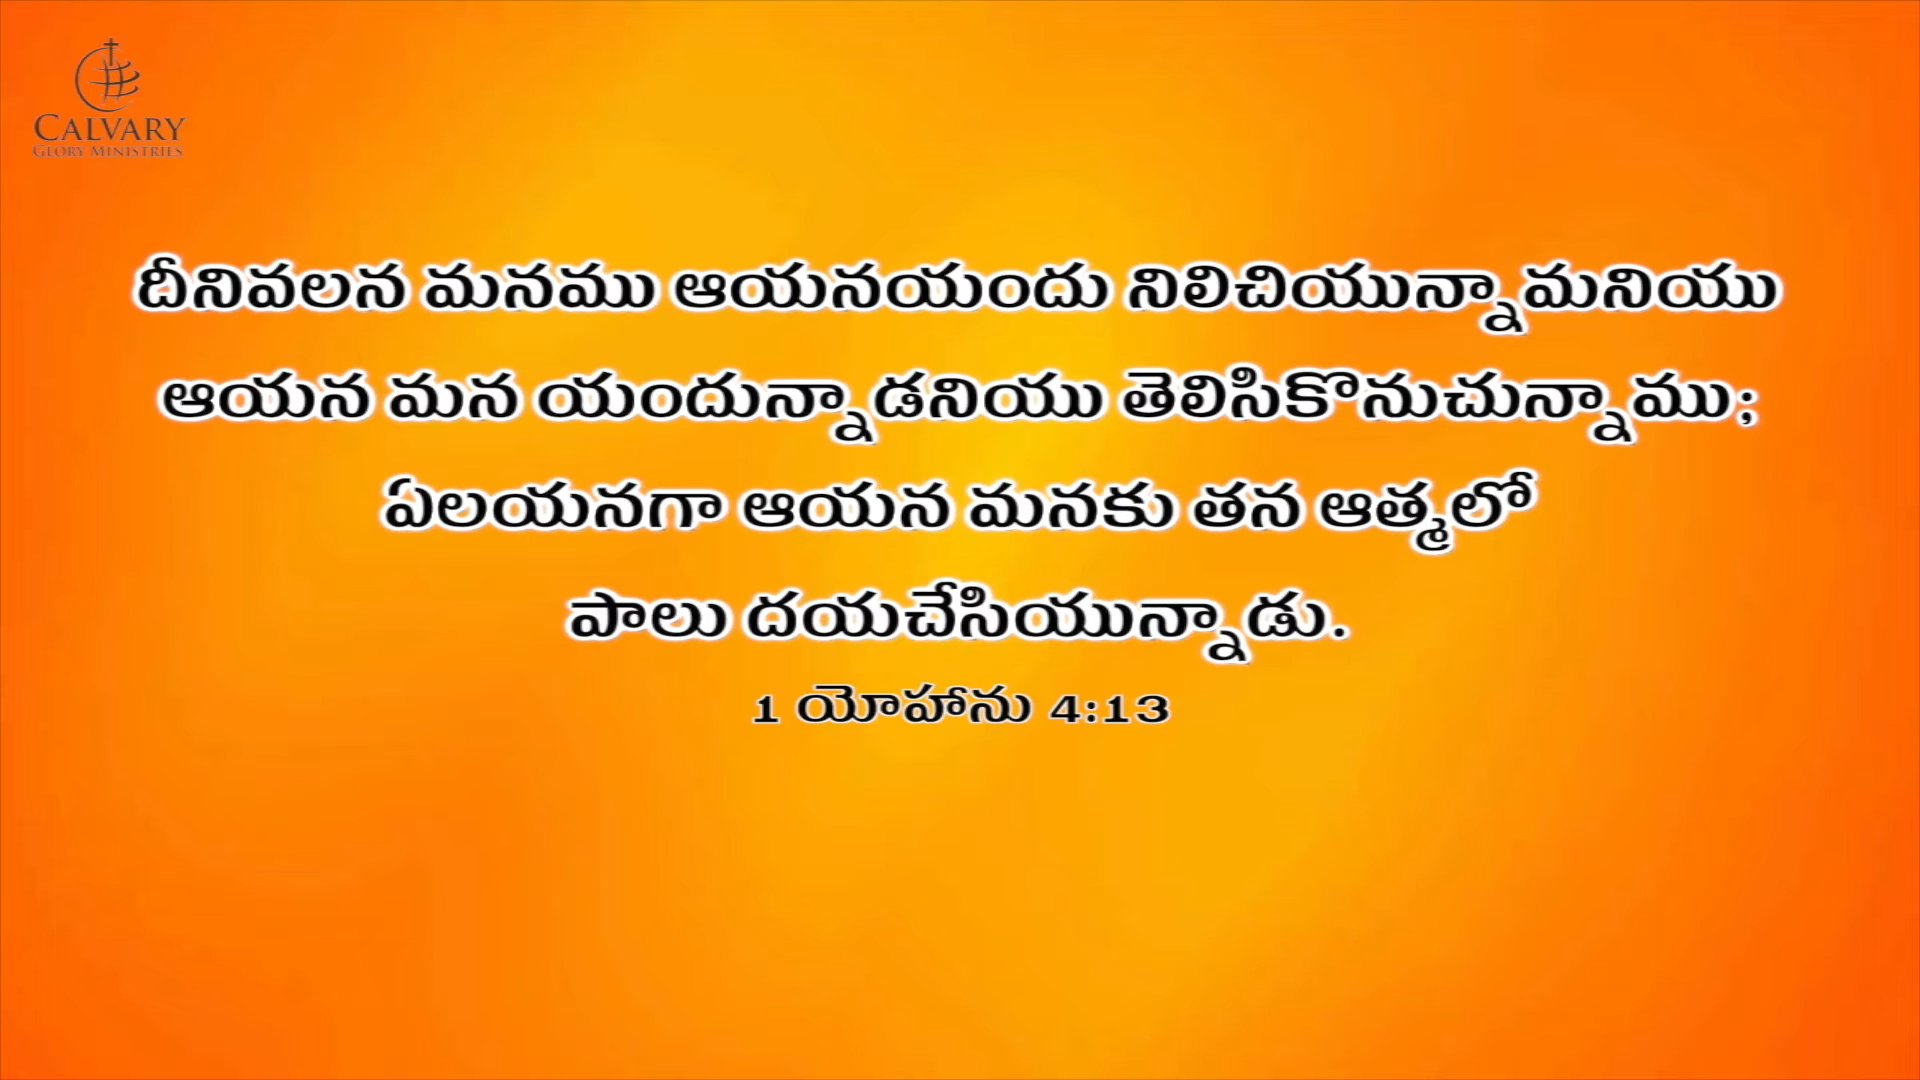 CALVARY
GLORY MINISTRIES
దీనివలన మనము ఆయనయందు నిలిచియున్నామనియు
ఆయన మన యందున్నాడనియు తెలిసికొనుచున్నాము;
ఏలయనగా ఆయన మనకు తన ఆత్మలో
పాలు దయచేసియున్నాడు.
1 యోహాను 4:13